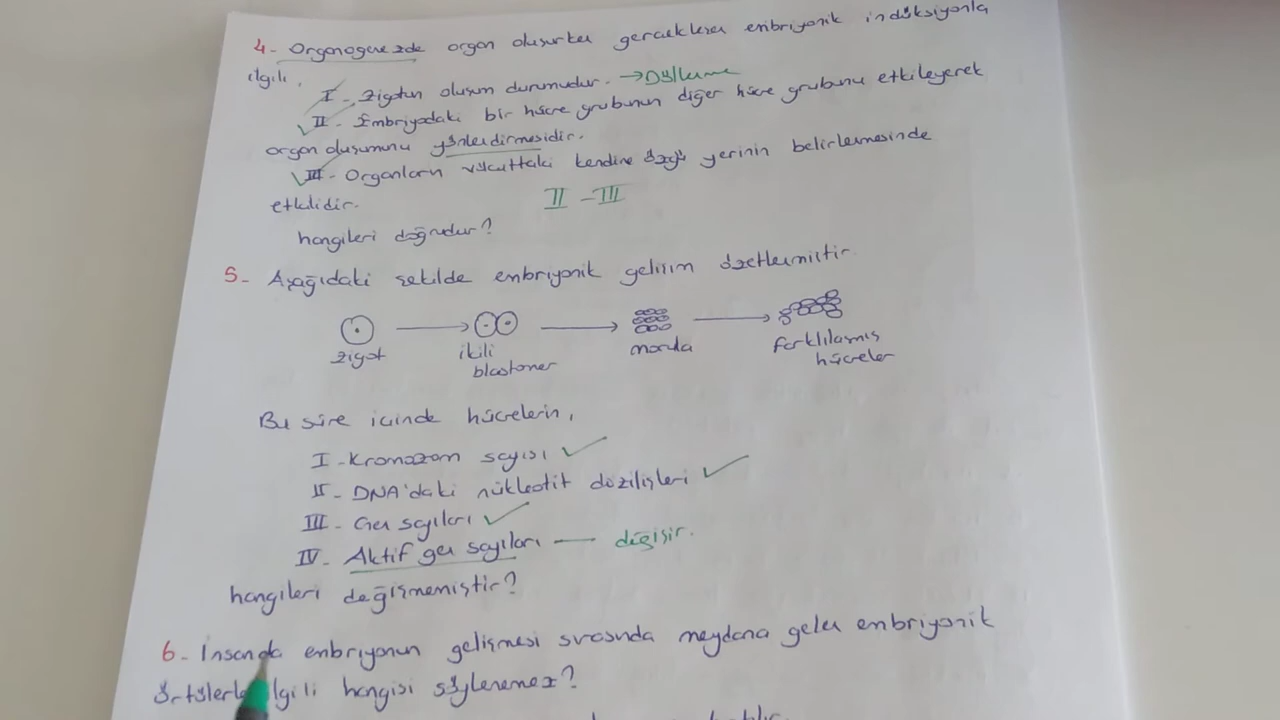 4- Organogenezde organ oluşurken gerçekleşen embriyonik indüksiyonla
ilgili,
I- Zigotun oluşum durumudur. →Döllenme
II- Embriyodaki bir hücre grubunun diğer hücre grubunu etkileyerek
organ oluşumunu yönlendirmesidir.
III- Organların vücuttaki kendine özgü yerinin belirlenmesinde
etkilidir.
II - III
hangileri doğrudur?
5- Aşağıdaki şekilde embriyonik gelişim özetlenmiştir.
zigot
ikili blastomer
morula
farklılaşmış hücreler
Bu süre içinde hücrelerin,
I- Kromozom sayısı
II- DNA'daki nükleotit dizilişleri
III- Gen sayıları
IV- Aktif gen sayıları — değişir.
hangileri değişmemiştir?
6- İnsanda embriyonun gelişmesi sırasında meydana gelen embriyonik
örtülerle ilgili hangisi söylenemez?